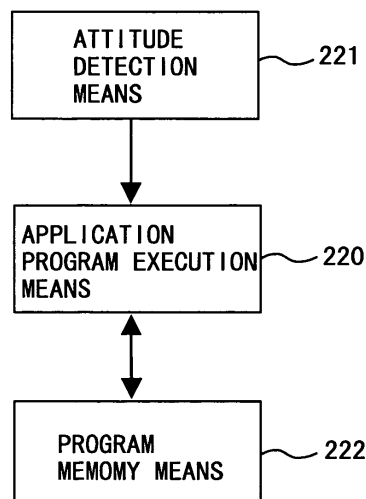 ATTITUDE
DETECTION
MEANS
221
APPLICATION
PROGRAM EXECUTION
MEANS
220
PROGRAM
MEMOMY MEANS
222